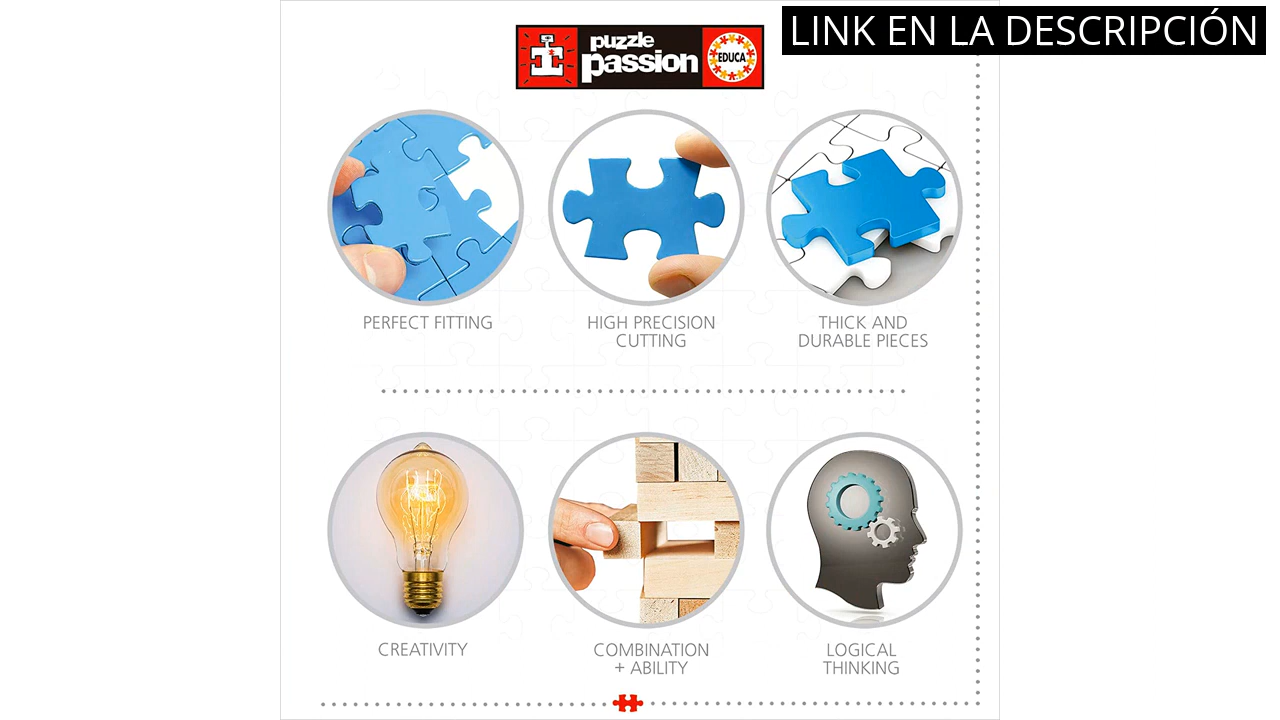 LINK EN LA DESCRIPCIÓN
puzzle
passion
EDUCA
PERFECT FITTING
HIGH PRECISION
CUTTING
THICK AND
DURABLE PIECES
CREATIVITY
COMBINATION
+ ABILITY
LOGICAL
THINKING